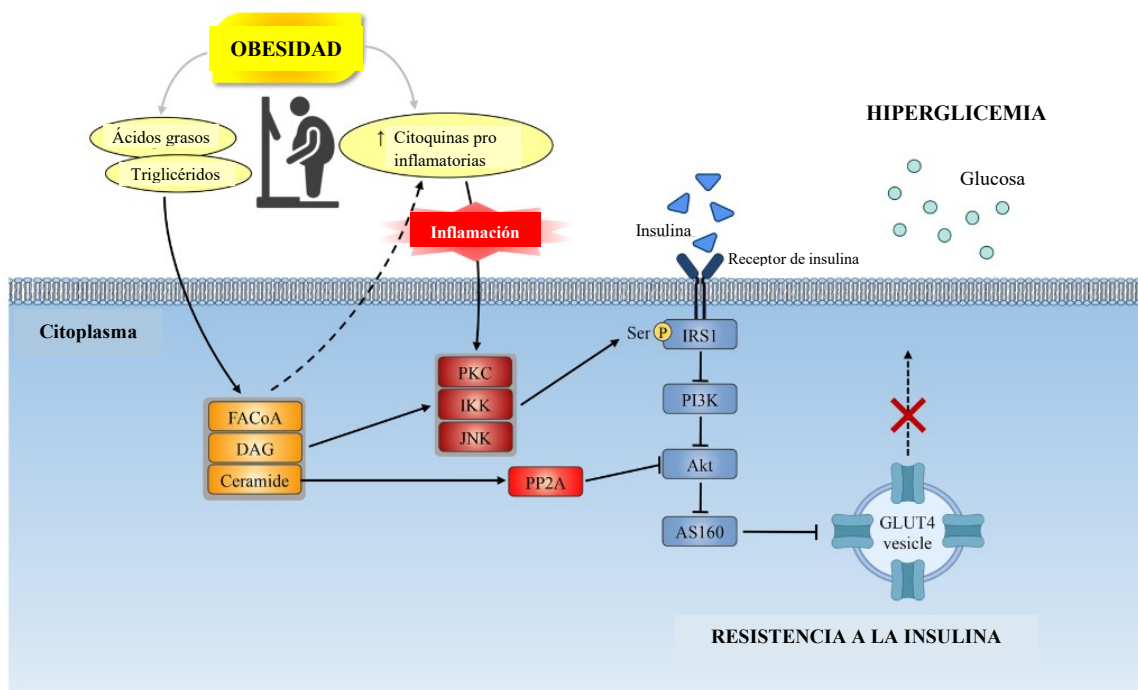 OBESIDAD
Ácidos grasos
Triglicéridos
↑ Citoquinas pro
inflamatorias
Inflamación
HIPERGLICEMIA
Glucosa
Insulina
Receptor de insulina
Citoplasma
Ser P IRS1
PKC
IKK
JNK
PI3K
FACoA
DAG
Ceramide
PP2A
Akt
AS160
GLUT4
vesicle
RESISTENCIA A LA INSULINA